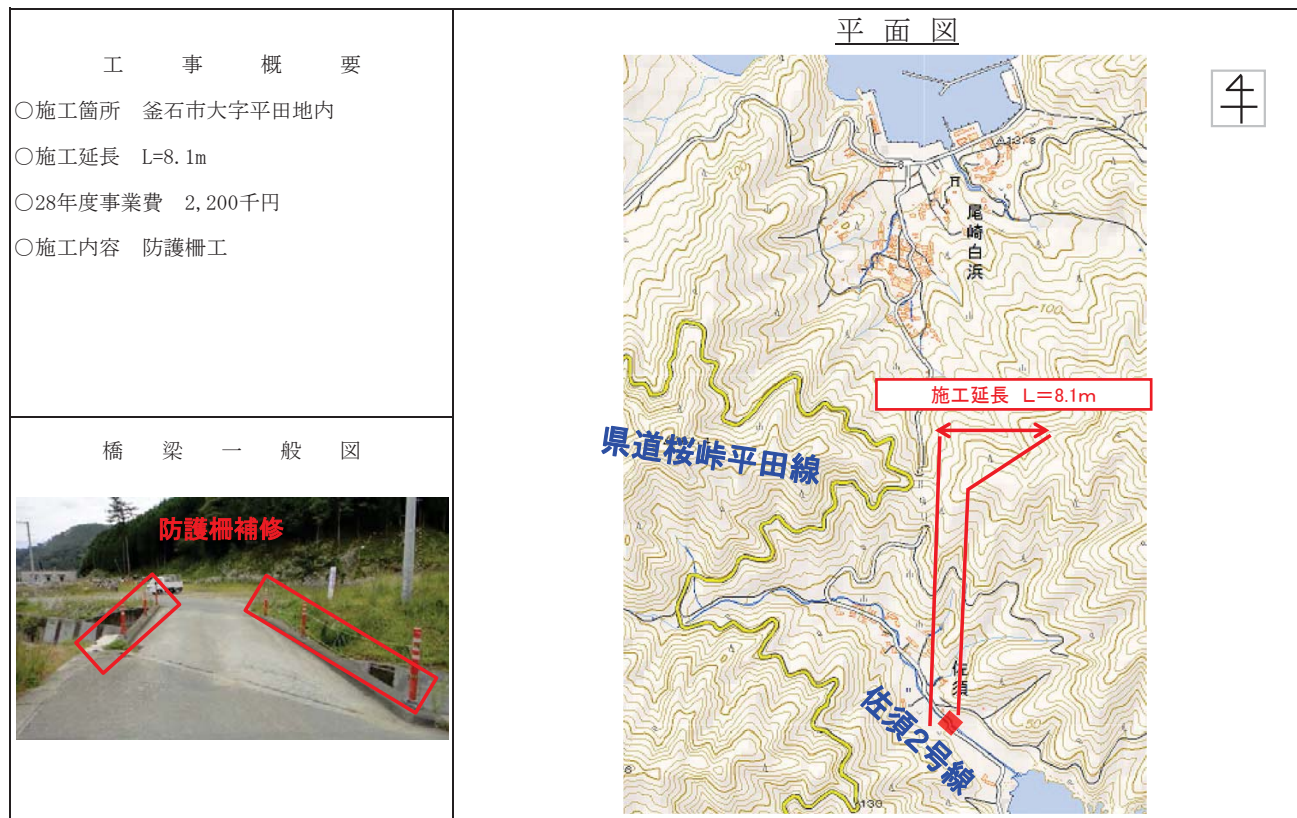 工事概要
○施工箇所 釜石市大字平田地内
○施工延長 L=8.1m
○28年度事業費 2,200千円
○施工内容 防護柵工
橋梁一般図
防護柵補修
平面図
尾崎白浜
100
100
施工延長 L=8.1m
県道桜峠平田線
佐須
佐須2号線
50
130